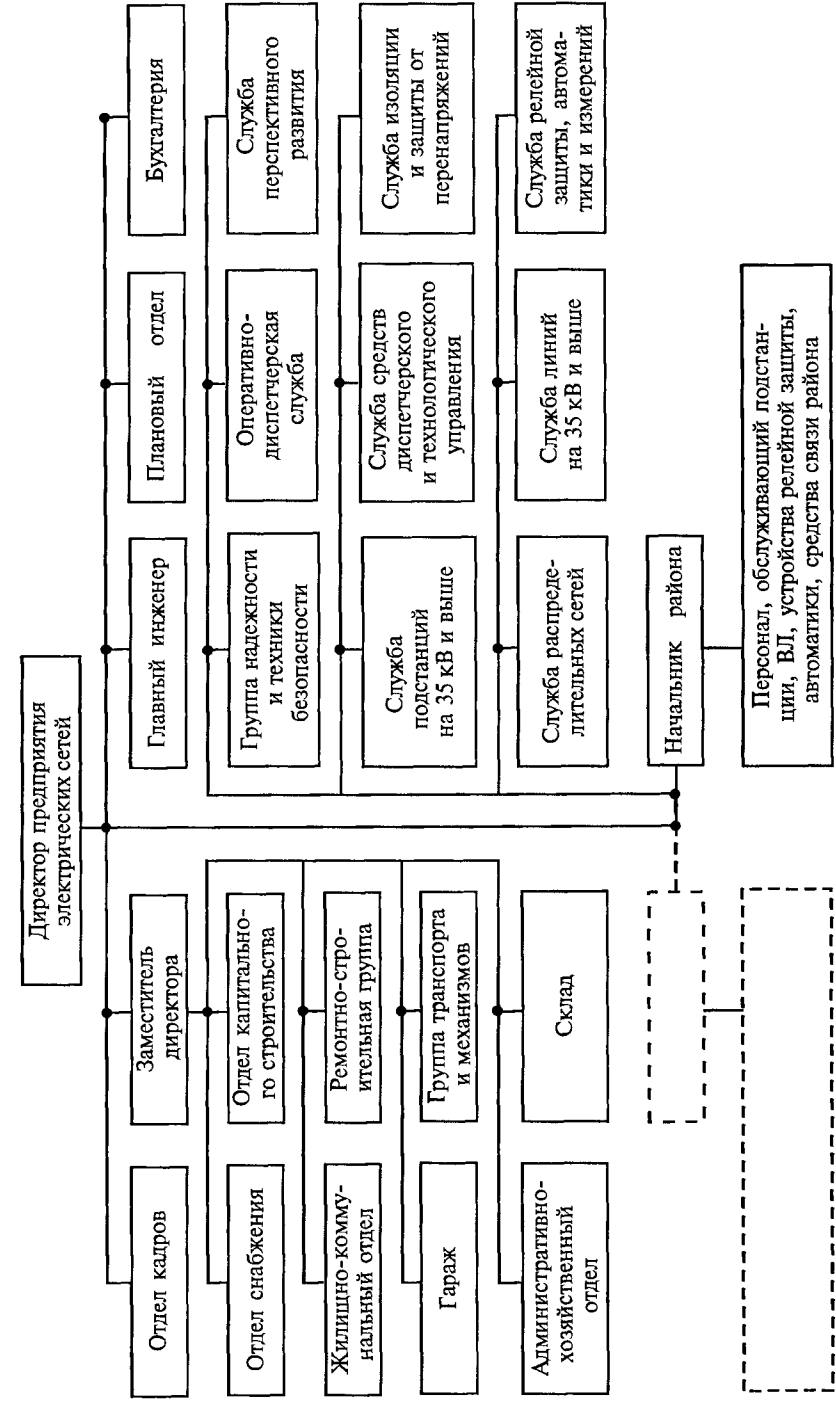 Директор предприятия
электрических сетей
Отдел кадров
Заместитель
директора
Главный инженер
Плановый отдел
Бухгалтерия
Отдел снабжения
Отдел капитально-
го строительства
Группа надежности
и техники
безопасности
Оперативно-
диспетчерская
служба
Служба
перспективного
развития
Жилищно-комму-
нальный отдел
Ремонтно-стро-
ительная группа
Служба
подстанций
на 35 кВ и выше
Служба средств
диспетчерского
и технологического
управления
Служба изоляции
и защиты от
перенапряжений
Гараж
Группа транспорта
и механизмов
Административно-
хозяйственный
отдел
Склад
Служба распреде-
лительных сетей
Служба линий
на 35 кВ и выше
Служба релейной
защиты, автома-
тики и измерений
Начальник района
Персонал, обслуживающий подстан-
ции, ВЛ, устройства релейной защиты,
автоматики, средства связи района